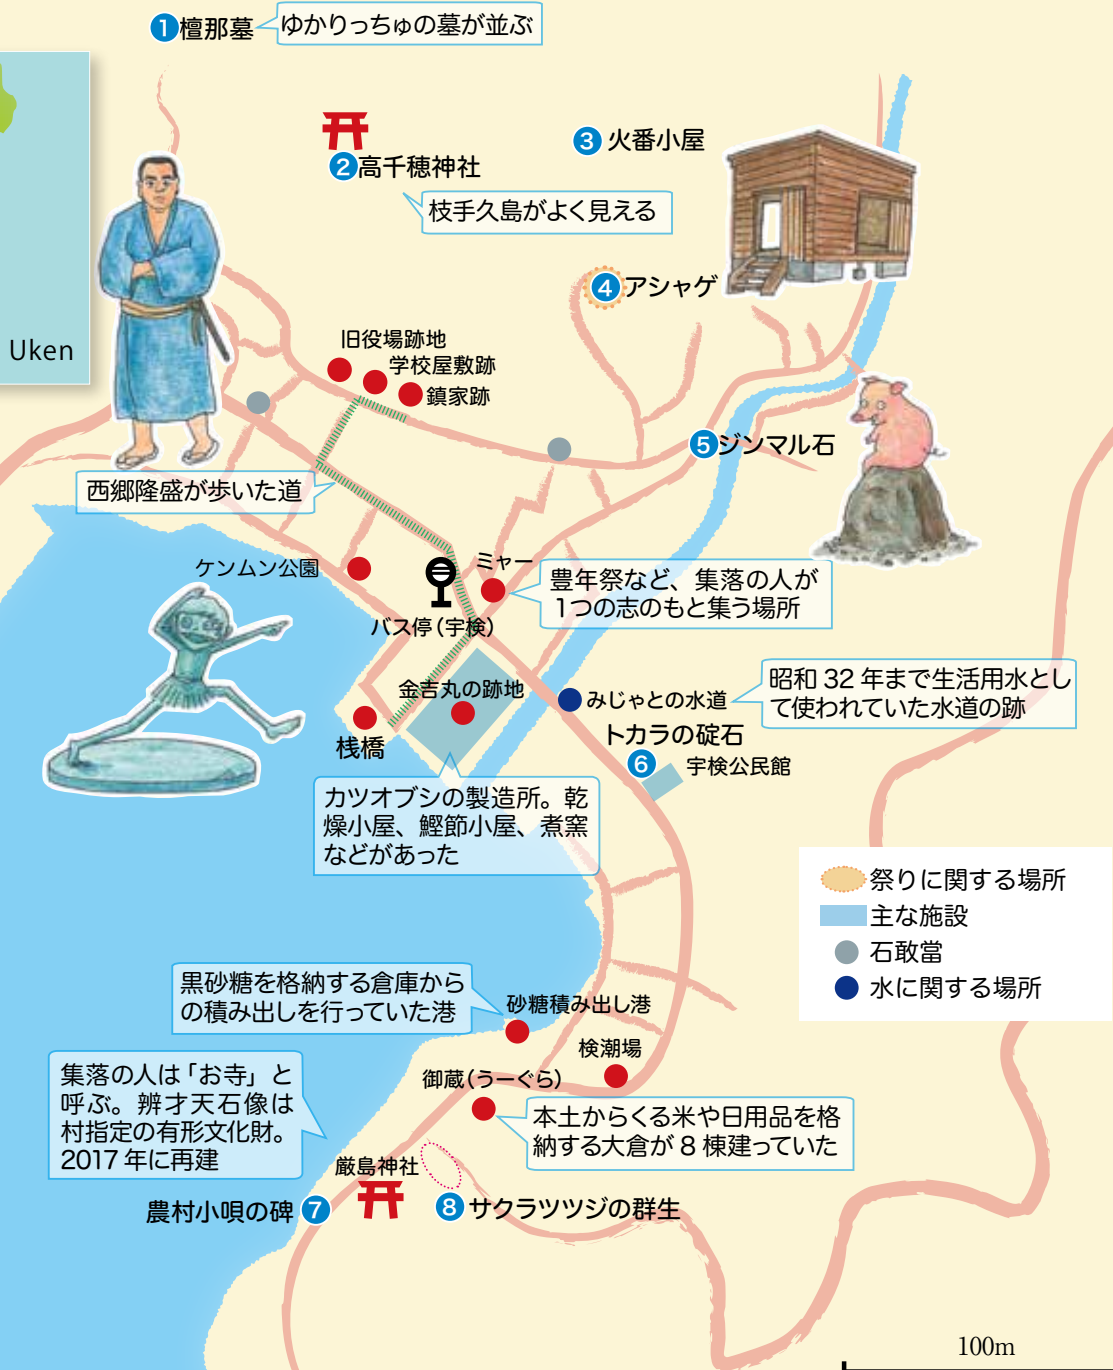 1 檀那墓
ゆかりっちゅの墓が並ぶ
2 高千穂神社
枝手久島がよく見える
3 火番小屋
4 アシャゲ
Uken
旧役場跡地
学校屋敷跡
鎮家跡
5 ジンマル石
西郷隆盛が歩いた道
ケンムン公園
ミャー
豊年祭など、集落の人が
1つの志のもと集う場所
バス停(宇検)
金吉丸の跡地
みじゃとの水道
昭和 32 年まで生活用水とし
て使われていた水道の跡
桟橋
トカラの碇石
6 宇検公民館
カツオブシの製造所。乾
燥小屋、鰹節小屋、煮窯
などがあった
祭りに関する場所
主な施設
石敢當
水に関する場所
黒砂糖を格納する倉庫から
の積み出しを行っていた港
砂糖積み出し港
検潮場
御蔵(うーぐら)
本土からくる米や日用品を格
納する大倉が 8 棟建っていた
集落の人は「お寺」と
呼ぶ。辨才天石像は
村指定の有形文化財。
2017 年に再建
厳島神社
農村小唄の碑 7
8 サクラツツジの群生
100m